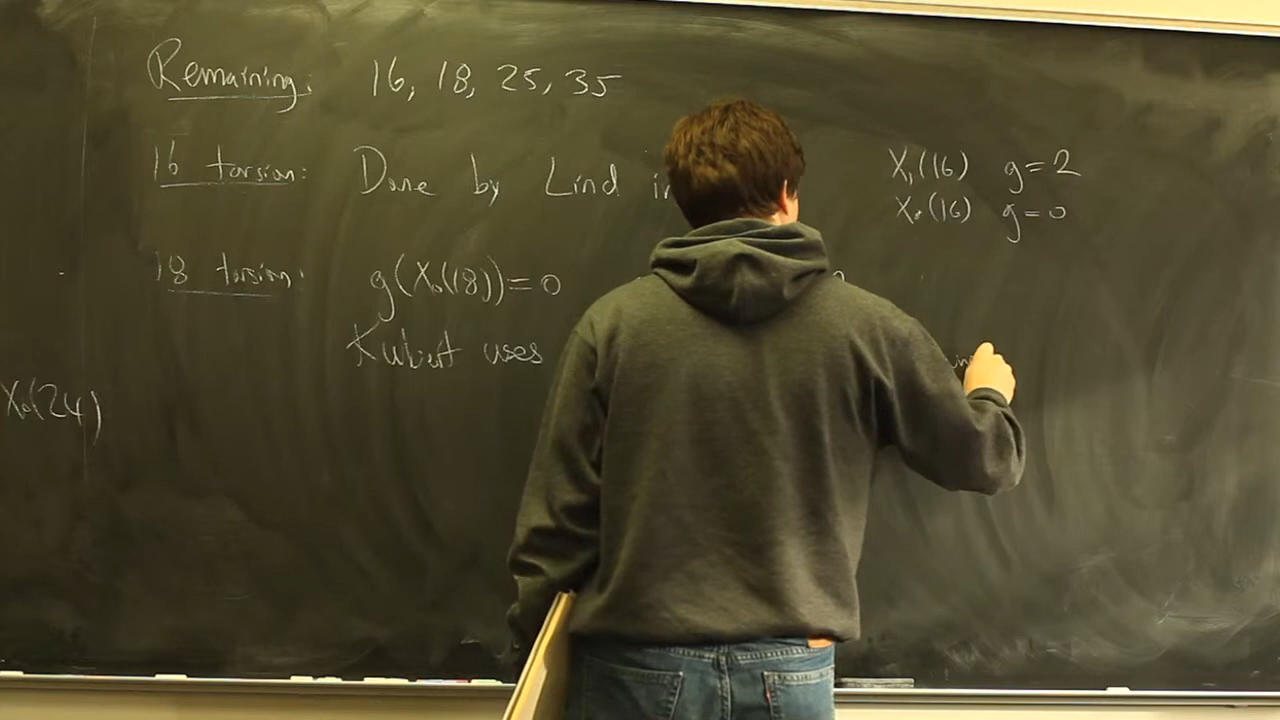 Remaining: 16, 18, 25, 35
16 torsion: Done by Lind in
X₁(16) g=2
X₀(16) g=0
18 torsion: g(X₀(18))=0
Kubert uses
X₀(24)